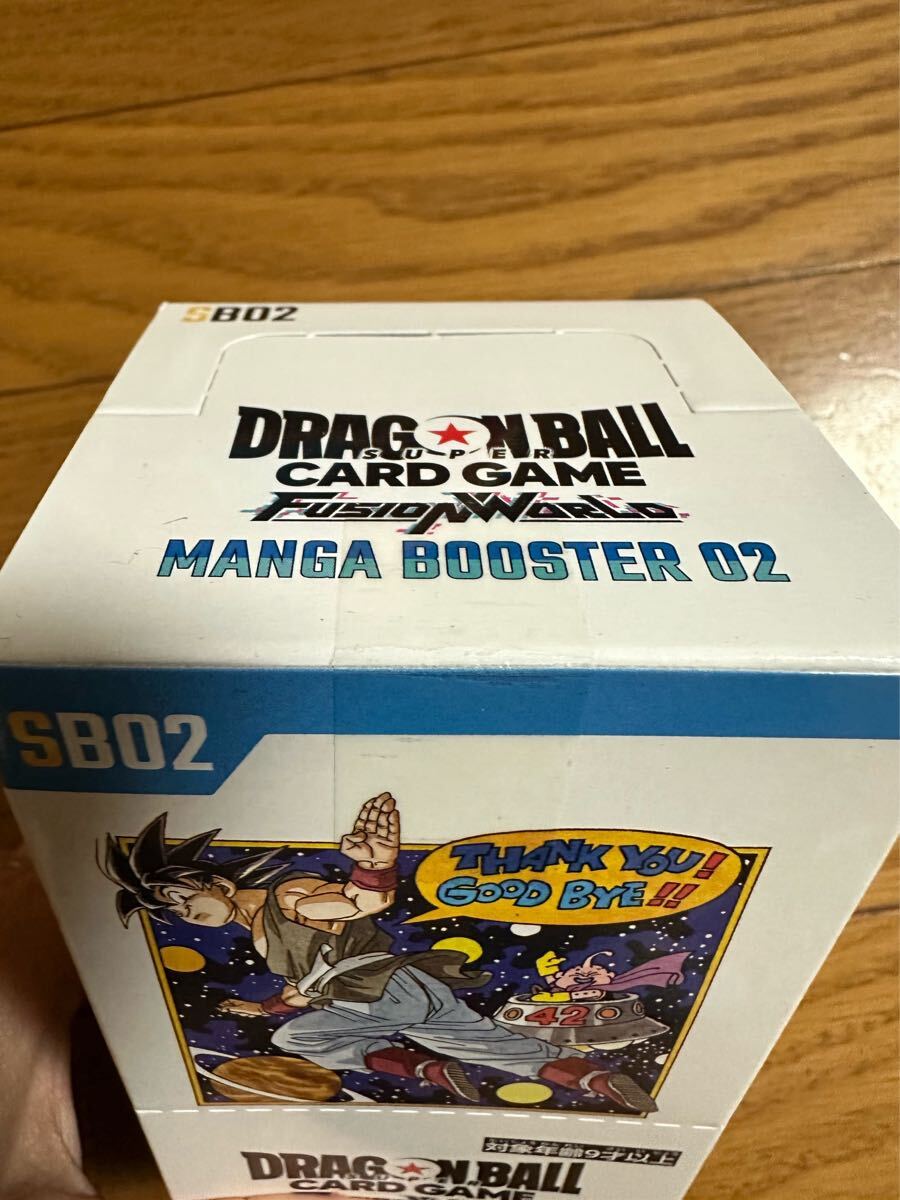 SB02
DRAGON BALL
SUPER
CARD GAME
FUSION WORLD
MANGA BOOSTER 02
SB02
THANK YOU!
GOOD BYE!!
42
対象年齢9才以上
DRAGON BALL
SUPER
CARD GAME